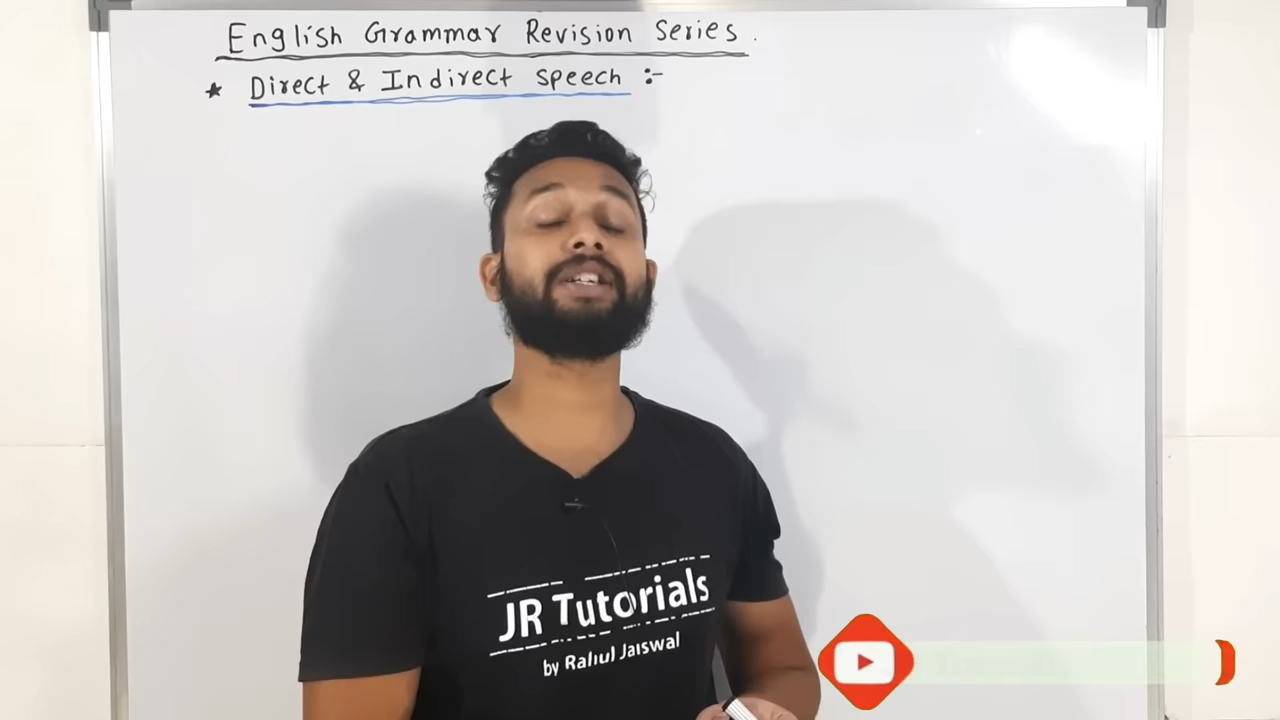 English Grammar Revision Series.
* Direct & Indirect speech :-
JR Tutorials
by Rahul Jaiswal